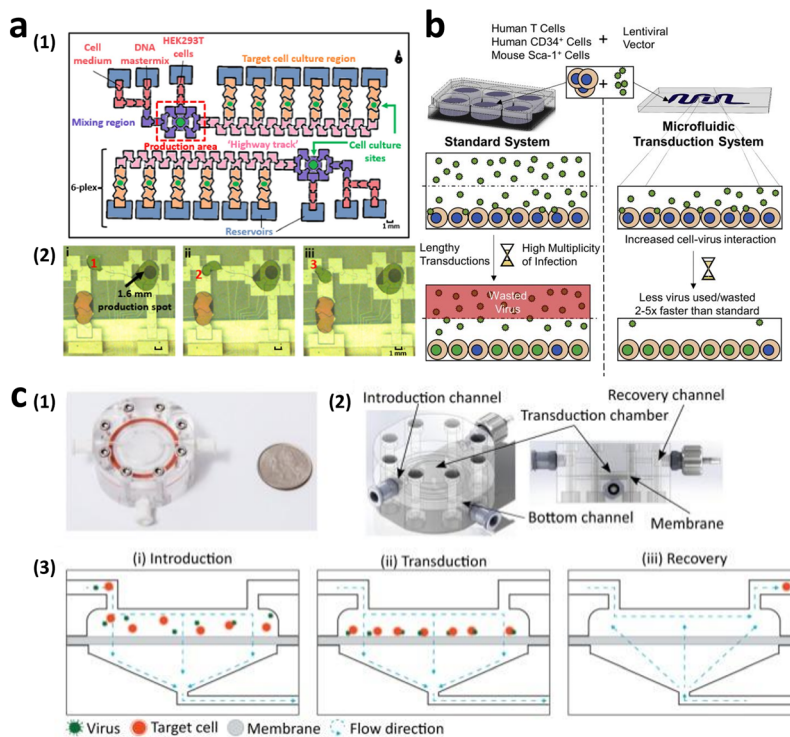 a
(1)
Cell
medium
DNA
mastermix
HEK293T
cells
Target cell culture region
Mixing region
Production area
'Highway track'
Cell culture
sites
6-plex
Reservoirs
1 mm
(2)
i
1
1.6 mm
production spot
ii
2
iii
3
1 mm
b
Human T Cells
Human CD34⁺ Cells
Mouse Sca-1⁺ Cells
+
Lentiviral
Vector
+
Standard System
Microfluidic
Transduction System
Lengthy
Transductions
High Multiplicity
of Infection
Increased cell-virus interaction
Wasted
Virus
Less virus used/wasted
2-5x faster than standard
c
(1)
(2)
Introduction channel
Transduction chamber
Recovery channel
Bottom channel
Membrane
(3)
(i) Introduction
(ii) Transduction
(iii) Recovery
Virus
Target cell
Membrane
Flow direction